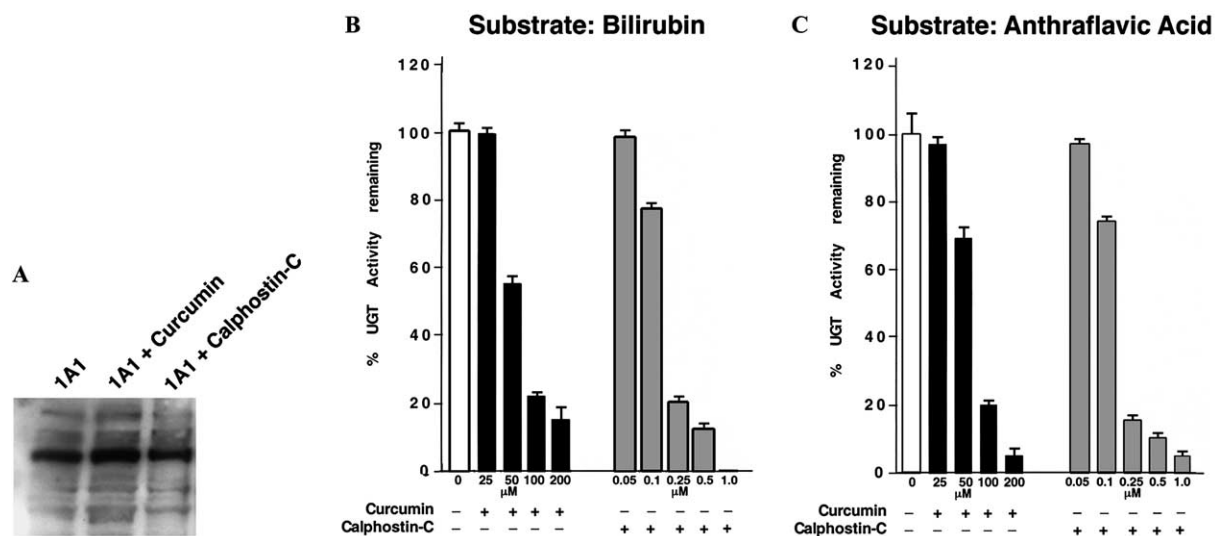 A
1A1
1A1 + Curcumin
1A1 + Calphostin-C
B
Substrate: Bilirubin
% UGT Activity remaining
120
100
80
60
40
20
0
0 25 50 100 200 0.05 0.1 0.25 0.5 1.0
μM μM
Curcumin – + + + + – – – – –
Calphostin-C – – – – – + + + + +
C
Substrate: Anthraflavic Acid
% UGT Activity remaining
120
100
80
60
40
20
0
0 25 50 100 200 0.05 0.1 0.25 0.5 1.0
μM μM
Curcumin – + + + + – – – – –
Calphostin-C – – – – – + + + + +